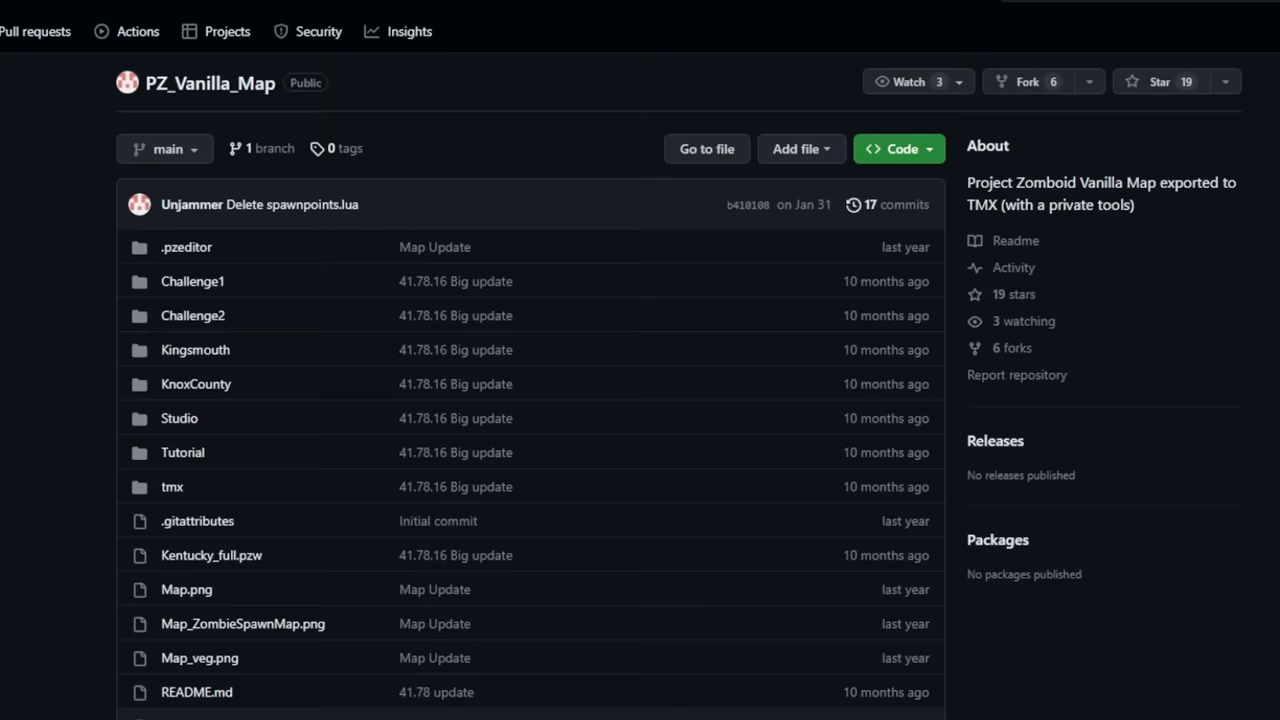 Pull requests Actions Projects Security Insights
PZ_Vanilla_Map Public Watch 3 Fork 6 Star 19
main 1 branch 0 tags Go to file Add file Code
About
Project Zomboid Vanilla Map exported to
TMX (with a private tools)
Readme
Activity
19 stars
3 watching
6 forks
Report repository
Releases
No releases published
Packages
No packages published
Unjammer Delete spawnpoints.lua b410108 on Jan 31 17 commits
.pzeditor Map Update last year
Challenge1 41.78.16 Big update 10 months ago
Challenge2 41.78.16 Big update 10 months ago
Kingsmouth 41.78.16 Big update 10 months ago
KnoxCounty 41.78.16 Big update 10 months ago
Studio 41.78.16 Big update 10 months ago
Tutorial 41.78.16 Big update 10 months ago
tmx 41.78.16 Big update 10 months ago
.gitattributes Initial commit last year
Kentucky_full.pzw 41.78.16 Big update 10 months ago
Map.png Map Update last year
Map_ZombieSpawnMap.png Map Update last year
Map_veg.png Map Update last year
README.md 41.78 update 10 months ago